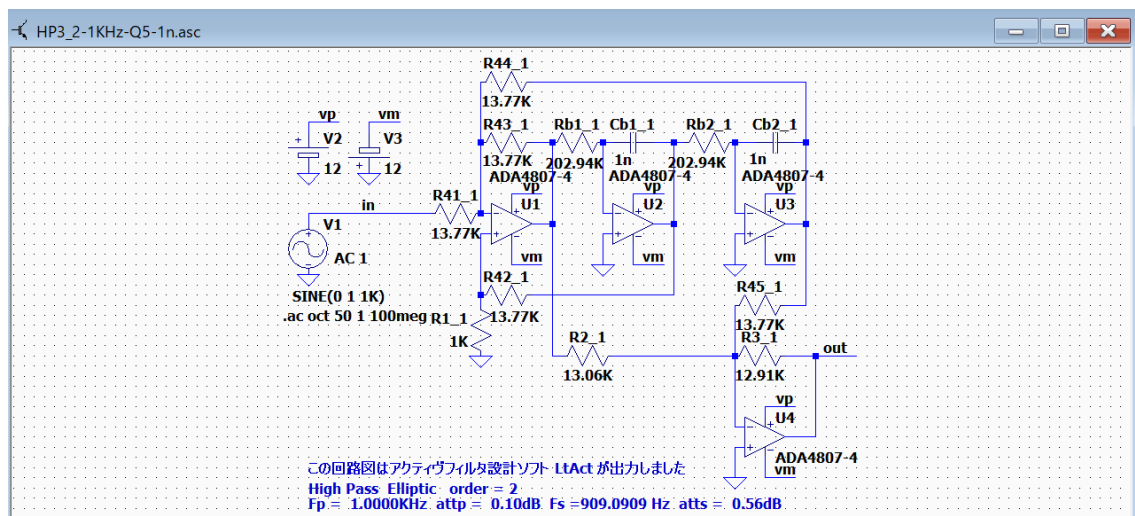 HP3_2-1KHz-Q5-1n.asc
R44_1
13.77K
vp
vm
V2
12
V3
12
R43_1
13.77K
Rb1_1
202.94K
Cb1_1
1n
Rb2_1
202.94K
Cb2_1
1n
ADA4807-4
vp
U1
vm
ADA4807-4
vp
U2
vm
ADA4807-4
vp
U3
vm
R41_1
13.77K
in
V1
AC 1
SINE(0 1 1K)
.ac oct 50 1 100meg
R42_1
13.77K
R1_1
1K
R45_1
13.77K
R2_1
13.06K
R3_1
12.91K
out
vp
U4
ADA4807-4
vm
この回路図はアクティヴフィルタ設計ソフト LtAct が出力しました
High Pass Elliptic order = 2
Fp = 1.0000KHz attp = 0.10dB Fs =909.0909 Hz atts = 0.56dB